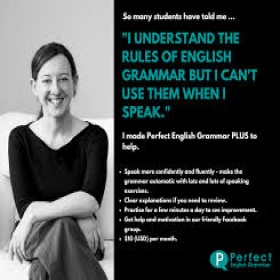 So many students have told me ...
"I UNDERSTAND THE
RULES OF ENGLISH
GRAMMAR BUT I CAN'T
USE THEM WHEN I
SPEAK."
I made Perfect English Grammar PLUS to
help.
• Speak more confidently and fluently - make the
grammar automatic with lots and lots of speaking
exercises.
• Clear explanations if you need to review.
• Practise for a few minutes a day to see improvement.
• Get help and motivation in our friendly Facebook
group.
• $10 (USD) per month.
Perfect
English Grammar